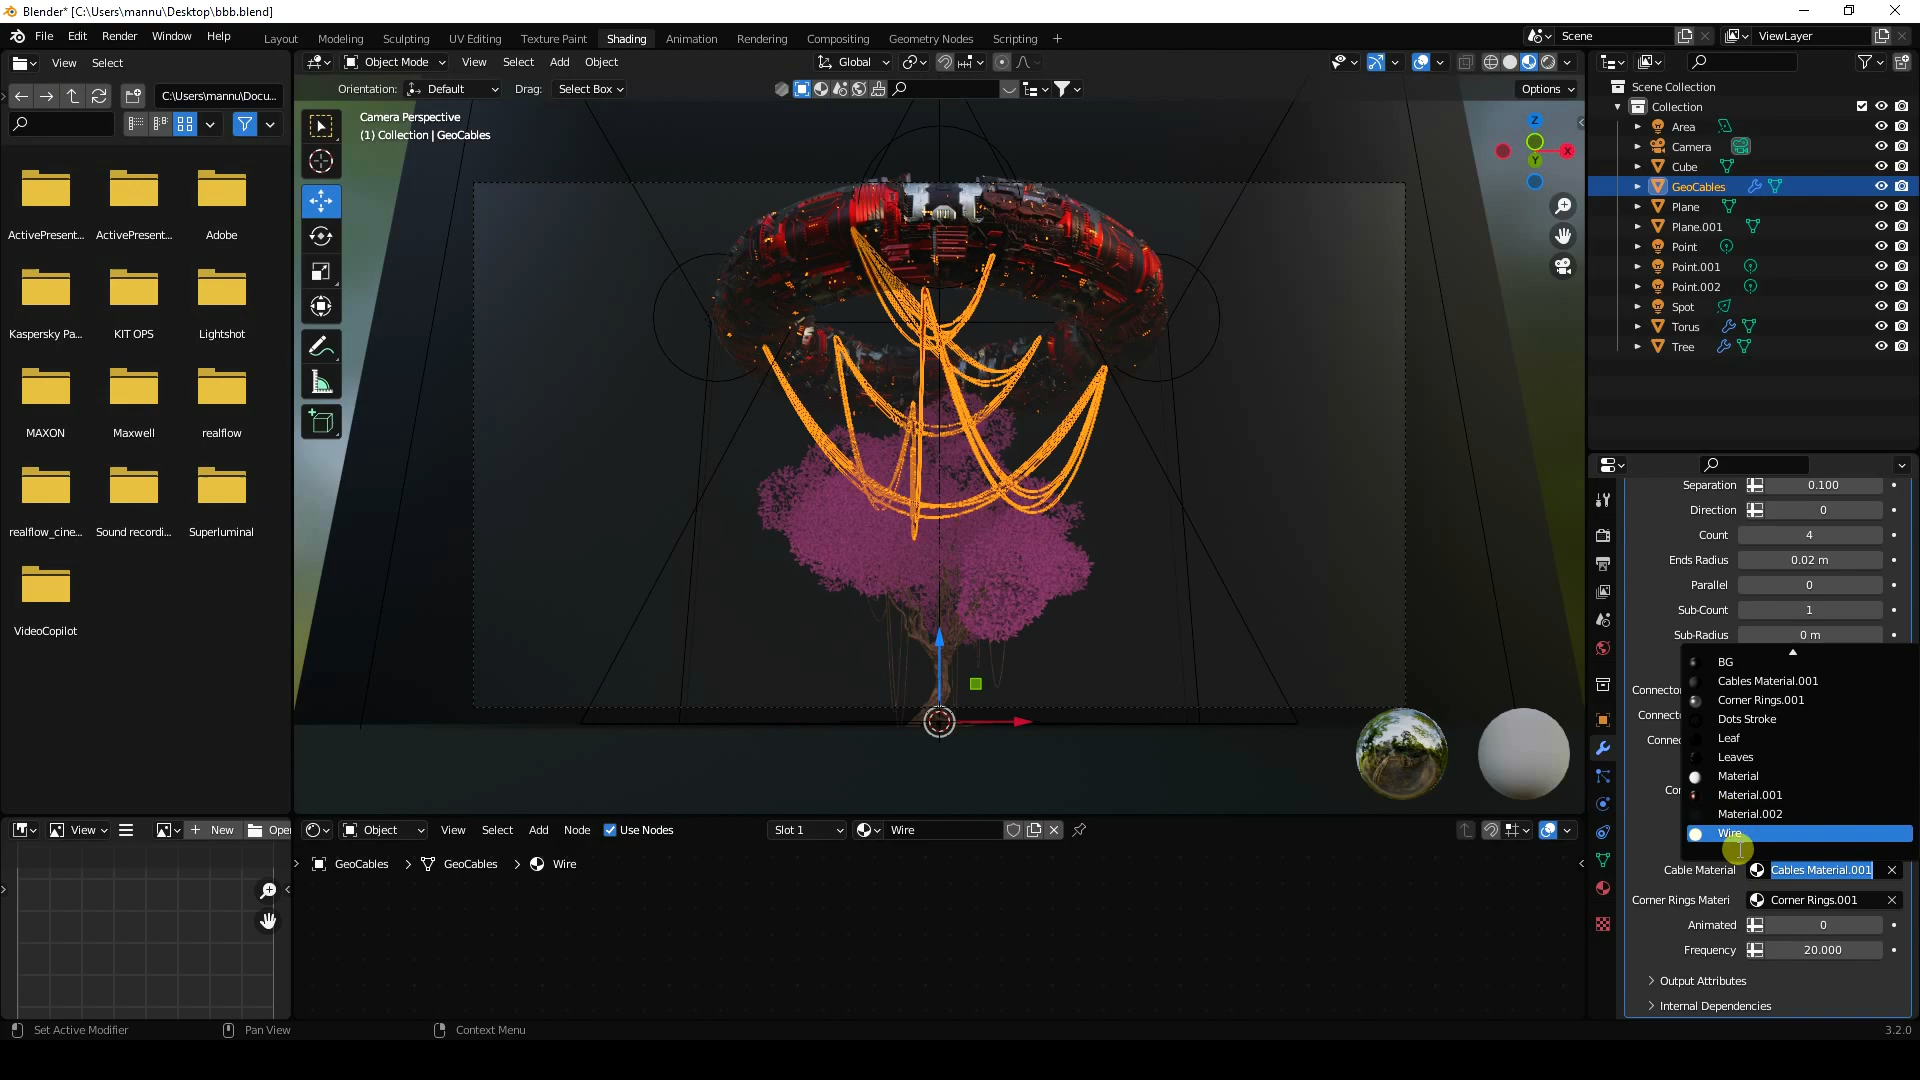 Blender* [C:\Users\mannu\Desktop\bbb.blend]
File Edit Render Window Help
Layout Modeling Sculpting UV Editing Texture Paint Shading Animation Rendering Compositing Geometry Nodes Scripting +
Scene
ViewLayer
View Select
Object Mode View Select Add Object
Global
C:\Users\mannu\Docu...
Orientation: Default Drag: Select Box
Options
Camera Perspective
(1) Collection | GeoCables
Z
X
Y
ActivePresent... ActivePresent... Adobe
Kaspersky Pa... KIT OPS Lightshot
MAXON Maxwell realflow
realflow_cine... Sound recordi... Superluminal
VideoCopilot
Scene Collection
Collection
Area
Camera
Cube
GeoCables
Plane
Plane.001
Point
Point.001
Point.002
Spot
Torus
Tree
Separation 0.100
Direction 0
Count 4
Ends Radius 0.02 m
Parallel 0
Sub-Count 1
Sub-Radius 0 m
Connector
Connect
Connec
Cor
BG
Cables Material.001
Corner Rings.001
Dots Stroke
Leaf
Leaves
Material
Material.001
Material.002
Wire
Cable Material Cables Material.001
Corner Rings Materi Corner Rings.001
Animated 0
Frequency 20.000
Output Attributes
Internal Dependencies
View + New Oper
Object View Select Add Node Use Nodes Slot 1 Wire
GeoCables > GeoCables > Wire
Set Active Modifier Pan View Context Menu
3.2.0